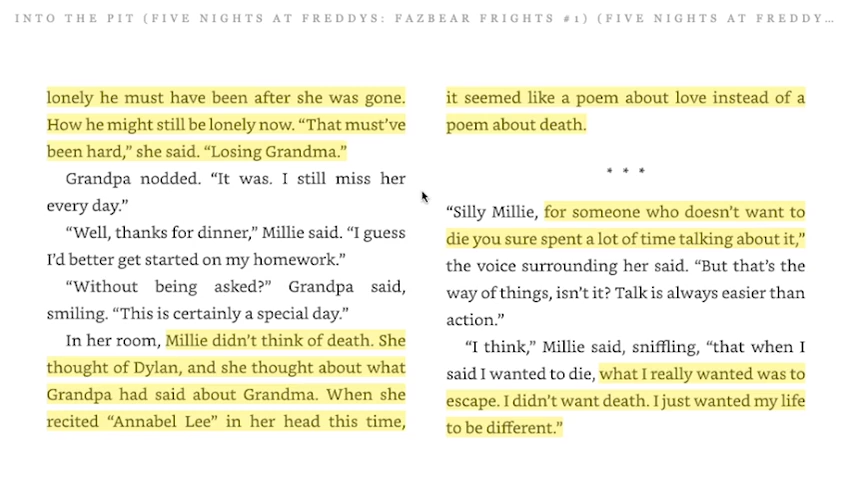 INTO THE PIT (FIVE NIGHTS AT FREDDYS: FAZBEAR FRIGHTS #1) (FIVE NIGHTS AT FREDDY...
lonely he must have been after she was gone.
How he might still be lonely now. “That must’ve
been hard,” she said. “Losing Grandma.”
Grandpa nodded. “It was. I still miss her
every day.”
“Well, thanks for dinner,” Millie said. “I guess
I’d better get started on my homework.”
“Without being asked?” Grandpa said,
smiling. “This is certainly a special day.”
In her room, Millie didn’t think of death. She
thought of Dylan, and she thought about what
Grandpa had said about Grandma. When she
recited “Annabel Lee” in her head this time,
it seemed like a poem about love instead of a
poem about death.
* * *
“Silly Millie, for someone who doesn’t want to
die you sure spent a lot of time talking about it,”
the voice surrounding her said. “But that’s the
way of things, isn’t it? Talk is always easier than
action.”
“I think,” Millie said, sniffling, “that when I
said I wanted to die, what I really wanted was to
escape. I didn’t want death. I just wanted my life
to be different.”